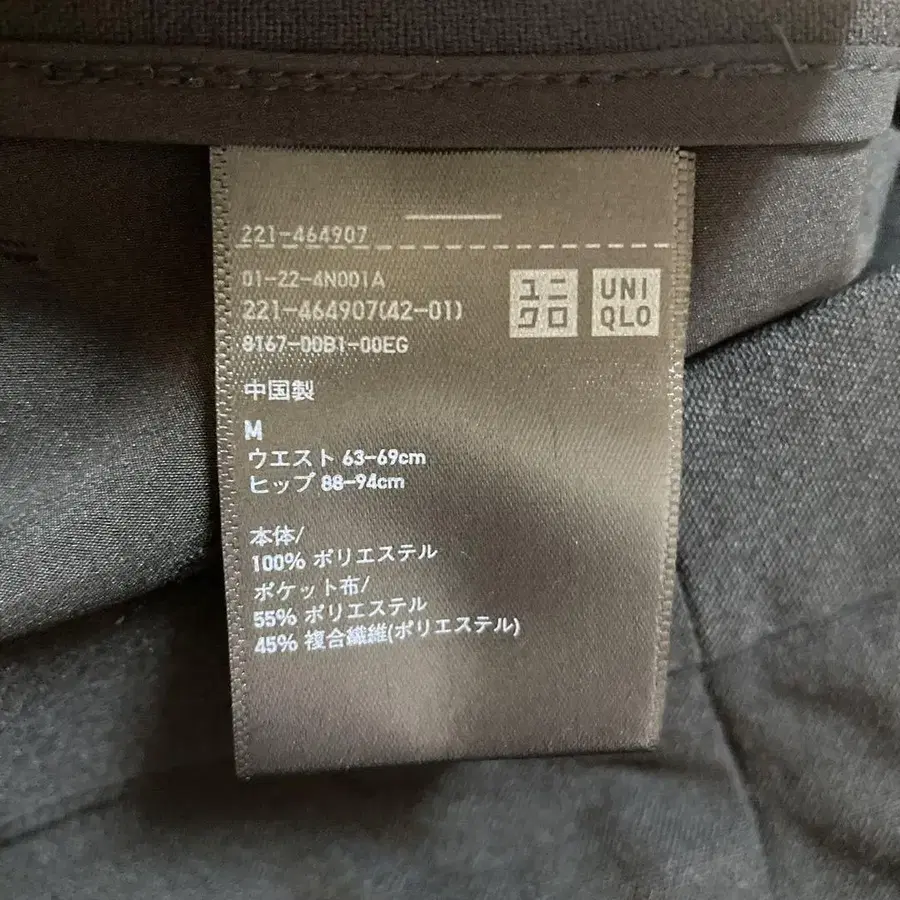 221-464907
01-22-4N001A
221-464907(42-01)
8167-00B1-00EG
ユニ
クロ
UNI
QLO
中国製
M
ウエスト 63-69cm
ヒップ 88-94cm
本体/
100% ポリエステル
ポケット布/
55% ポリエステル
45% 複合繊維(ポリエステル)